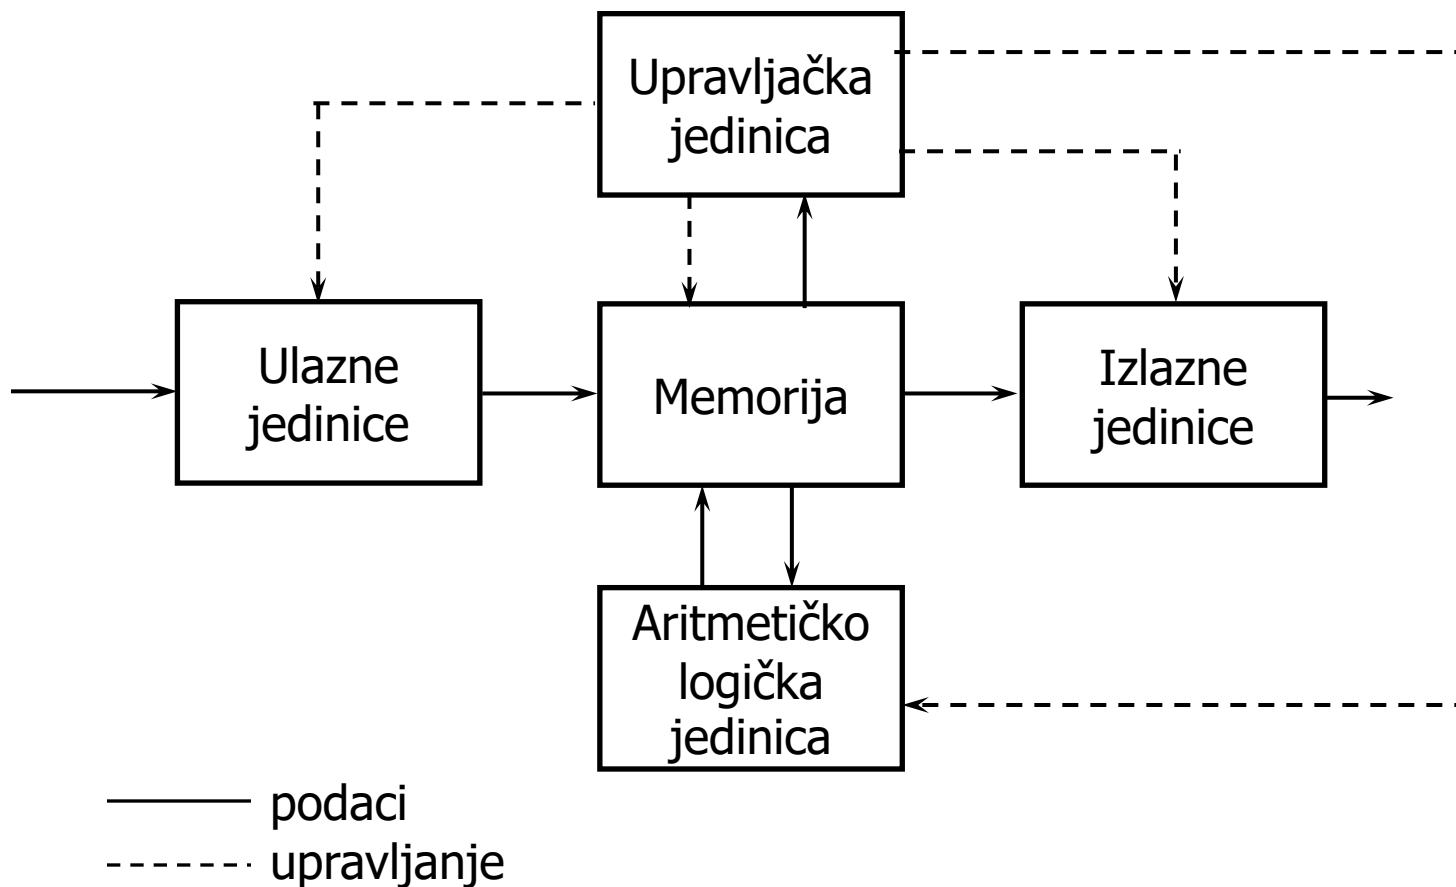 Upravljačka
jedinica
Ulazne
jedinice
Memorija
Izlazne
jedinice
Aritmetičko
logička
jedinica
podaci
upravljanje